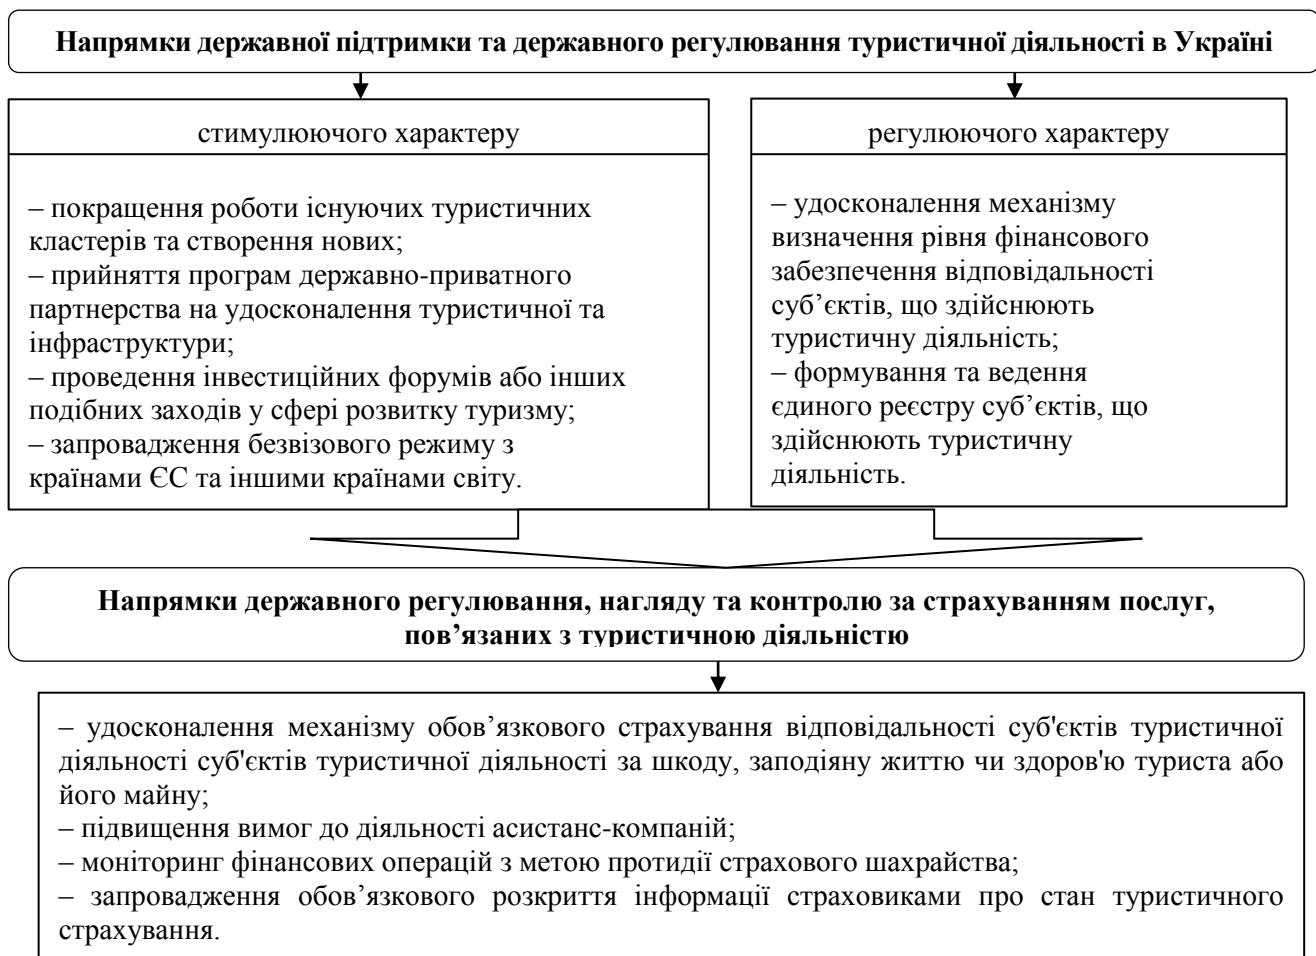 Напрямки державної підтримки та державного регулювання туристичної діяльності в Україні
стимулюючого характеру
– покращення роботи існуючих туристичних
кластерів та створення нових;
– прийняття програм державно-приватного
партнерства на удосконалення туристичної та
інфраструктури;
– проведення інвестиційних форумів або інших
подібних заходів у сфері розвитку туризму;
– запровадження безвізового режиму з
країнами ЄС та іншими країнами світу.
регулюючого характеру
– удосконалення механізму
визначення рівня фінансового
забезпечення відповідальності
суб’єктів, що здійснюють
туристичну діяльність;
– формування та ведення
єдиного реєстру суб’єктів, що
здійснюють туристичну
діяльність.
Напрямки державного регулювання, нагляду та контролю за страхуванням послуг,
пов’язаних з туристичною діяльністю
– удосконалення механізму обов’язкового страхування відповідальності суб'єктів туристичної
діяльності суб'єктів туристичної діяльності за шкоду, заподіяну життю чи здоров'ю туриста або
його майну;
– підвищення вимог до діяльності асистанс-компаній;
– моніторинг фінансових операцій з метою протидії страхового шахрайства;
– запровадження обов’язкового розкриття інформації страховиками про стан туристичного
страхування.